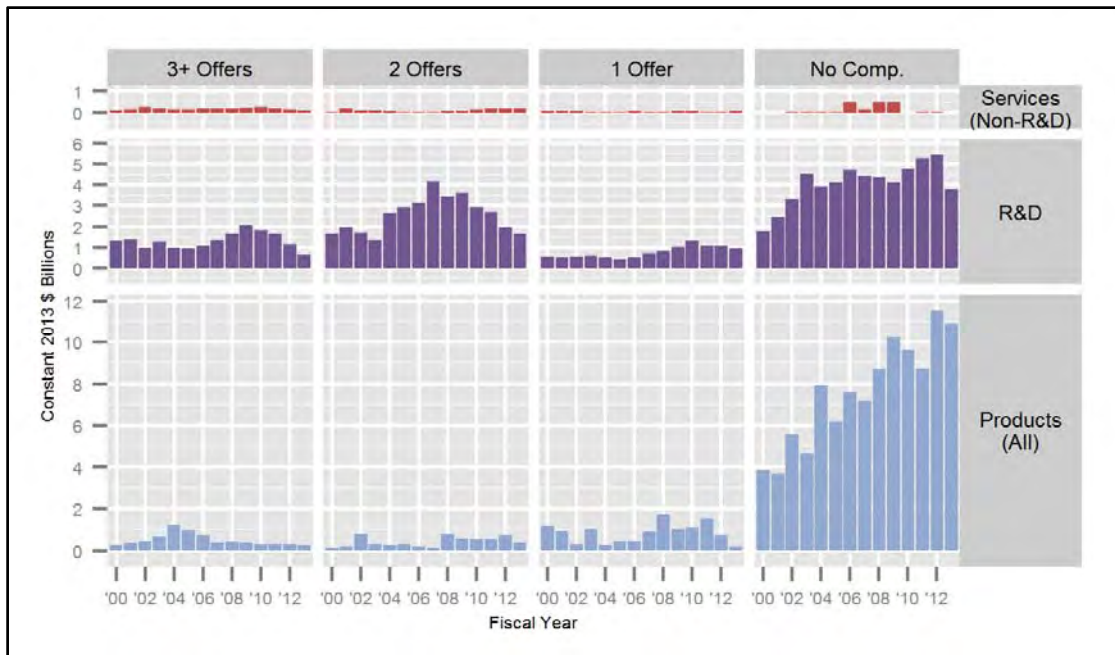 3+ Offers 2 Offers 1 Offer No Comp.
1
0
Services
(Non-R&D)
6
5
4
3
2
1
0
R&D
12
10
8
6
4
2
0
Products
(All)
Constant 2013 $ Billions
'00 '02 '04 '06 '08 '10 '12 '00 '02 '04 '06 '08 '10 '12 '00 '02 '04 '06 '08 '10 '12 '00 '02 '04 '06 '08 '10 '12
Fiscal Year